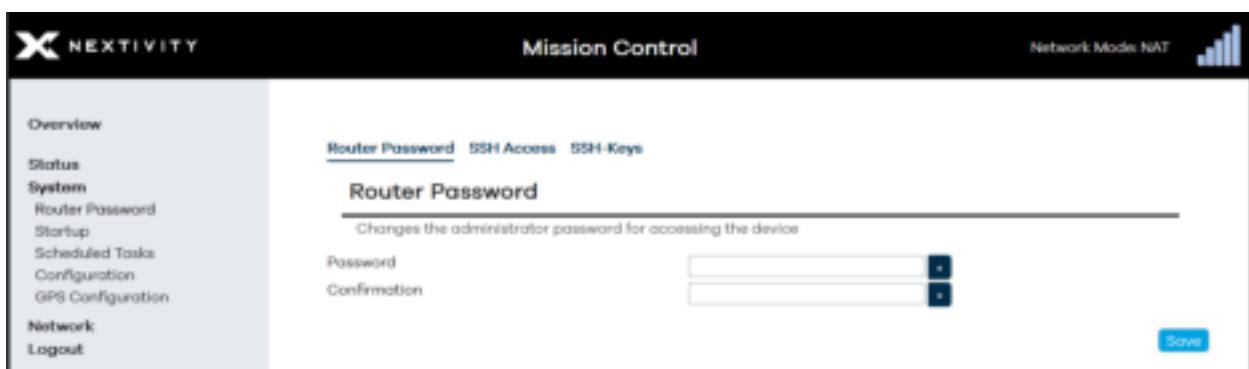 NEXTIVITY
Mission Control
Network Mode: NAT
Overview
Status
System
Router Password
Startup
Scheduled Tasks
Configuration
GPS Configuration
Network
Logout
Router Password SSH Access SSH-Keys
Router Password
Changes the administrator password for accessing the device
Password
Confirmation
Save